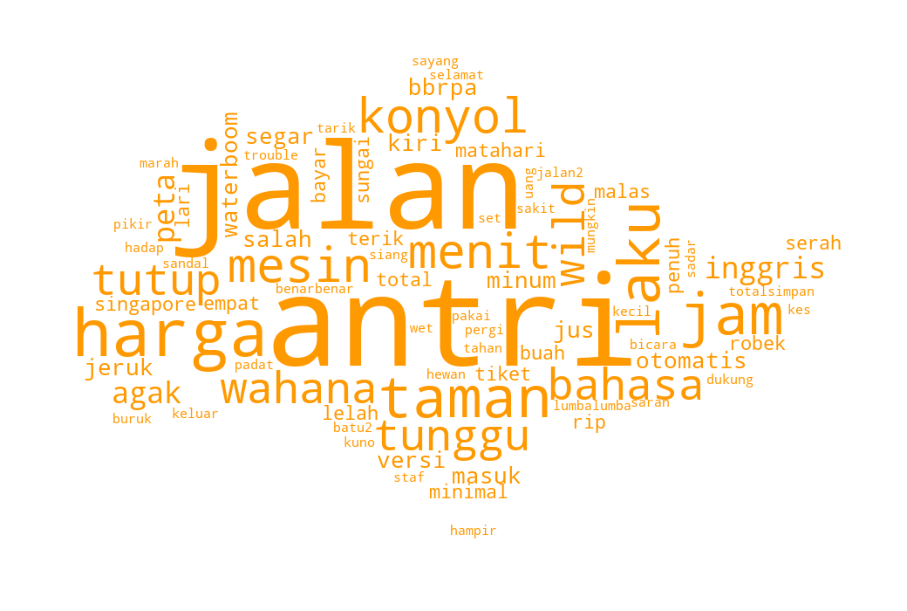 sayang
selamat
bbrpa
konyol
tarik
segar
kiri
matahari
trouble
marah
jalan
waterboom
bayar
sungai
uang
jalan2
malas
peta
lari
wild
sakit
set
mungkin
laku
pikir
salah
terik
menit
penuh
sadar
serah
hadap
sandal
mesin
siang
inggris
tutup
total
minum
benarbenar
totalsimpan
singapore
empat
antri
jam
kes
harga
pakai
kecil
wet
pergi
jus
robek
bicara
tahan
buah
otomatis
jeruk
padat
hewan
tiket
dukung
agak
wahana
taman
bahasa
lumbalumba
saran
buruk
keluar
lelah
rip
batu2
tunggu
kuno
versi
masuk
staf
minimal
hampir